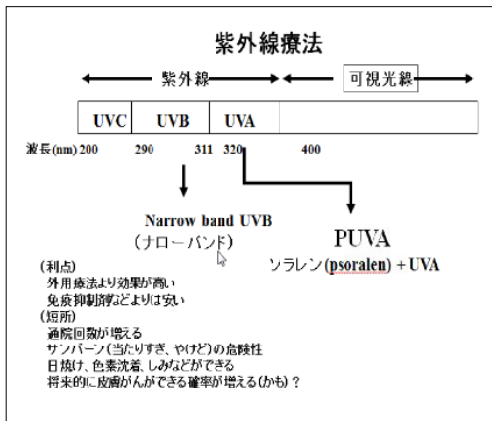 紫外線療法
紫外線 可視光線
UVC UVB UVA
波長(nm) 200 290 311 320 400
Narrow band UVB
(ナローバンド)
PUVA
ソラレン(psoralen)+UVA
(利点)
外用療法より効果が高い
免疫抑制剤などよりは安い
(短所)
通院回数が増える
サンバーン(当たりすぎ、やけど)の危険性
日焼け、色素沈着、しみなどができる
将来的に皮膚がんができる確率が増える(かも)?